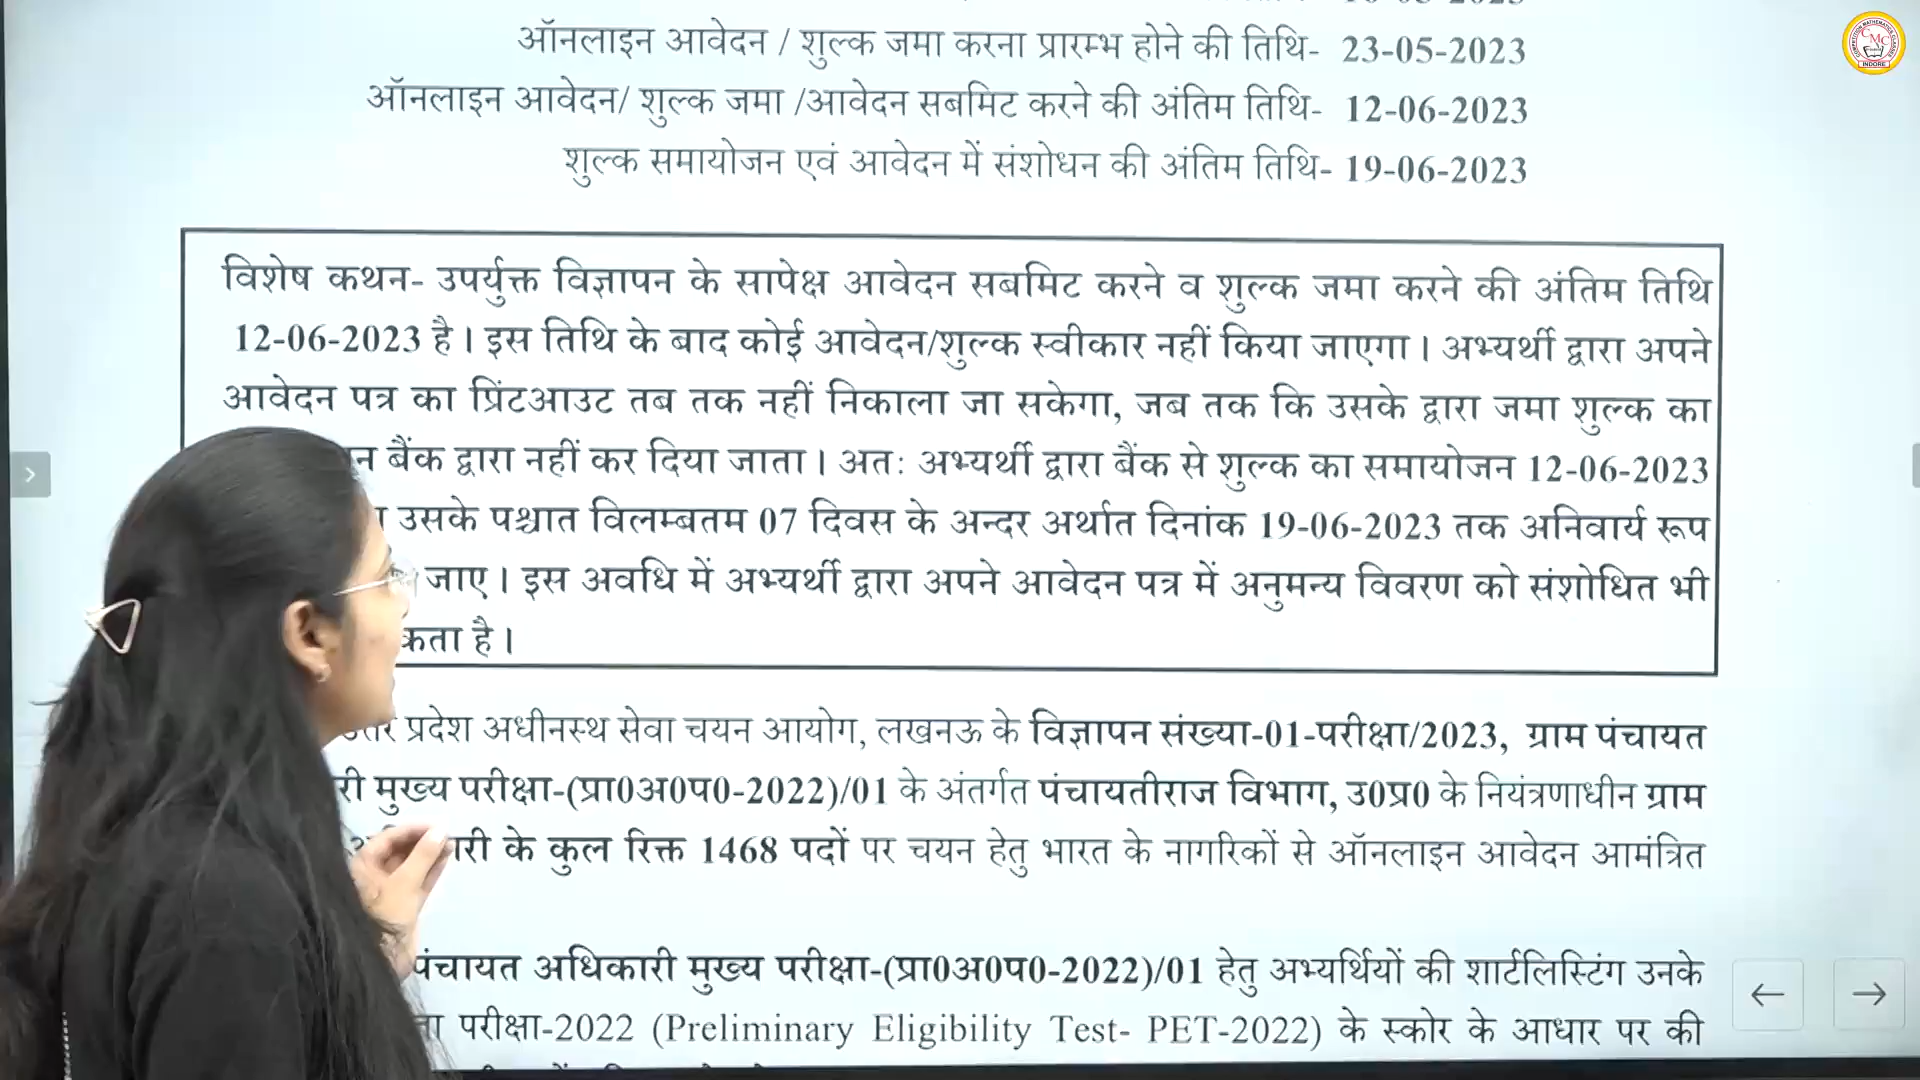 ऑनलाइन आवेदन / शुल्क जमा करना प्रारम्भ होने की तिथि- 23-05-2023
ऑनलाइन आवेदन/ शुल्क जमा /आवेदन सबमिट करने की अंतिम तिथि- 12-06-2023
शुल्क समायोजन एवं आवेदन में संशोधन की अंतिम तिथि- 19-06-2023
विशेष कथन- उपर्युक्त विज्ञापन के सापेक्ष आवेदन सबमिट करने व शुल्क जमा करने की अंतिम तिथि
12-06-2023 है। इस तिथि के बाद कोई आवेदन/शुल्क स्वीकार नहीं किया जाएगा। अभ्यर्थी द्वारा अपने
आवेदन पत्र का प्रिंटआउट तब तक नहीं निकाला जा सकेगा, जब तक कि उसके द्वारा जमा शुल्क का
बैंक द्वारा नहीं कर दिया जाता। अतः अभ्यर्थी द्वारा बैंक से शुल्क का समायोजन 12-06-2023
उसके पश्चात विलम्बतम 07 दिवस के अन्दर अर्थात दिनांक 19-06-2023 तक अनिवार्य रूप
जाए। इस अवधि में अभ्यर्थी द्वारा अपने आवेदन पत्र में अनुमन्य विवरण को संशोधित भी
है।
प्रदेश अधीनस्थ सेवा चयन आयोग, लखनऊ के विज्ञापन संख्या-01-परीक्षा/2023, ग्राम पंचायत
मुख्य परीक्षा-(प्रा0अ0प0-2022)/01 के अंतर्गत पंचायतीराज विभाग, उ0प्र0 के नियंत्रणाधीन ग्राम
के कुल रिक्त 1468 पदों पर चयन हेतु भारत के नागरिकों से ऑनलाइन आवेदन आमंत्रित
पंचायत अधिकारी मुख्य परीक्षा-(प्रा0अ0प0-2022)/01 हेतु अभ्यर्थियों की शार्टलिस्टिंग उनके
परीक्षा-2022 (Preliminary Eligibility Test- PET-2022) के स्कोर के आधार पर की
CMC
INDORE